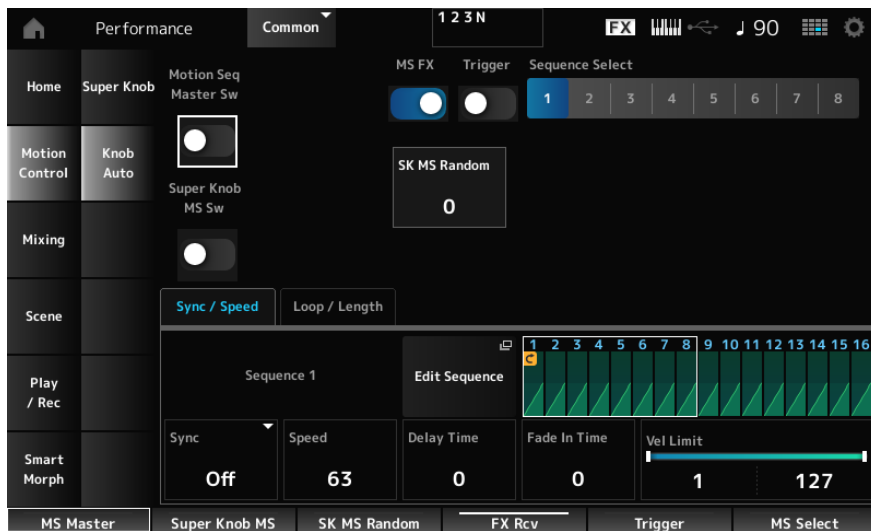 Performance
Common
1 2 3 N
FX
♩ 90
Home
Super Knob
Motion
Control
Knob
Auto
Mixing
Scene
Play
/ Rec
Smart
Morph
Motion Seq
Master Sw
Super Knob
MS Sw
MS FX
Trigger
Sequence Select
1 2 3 4 5 6 7 8
SK MS Random
0
Sync / Speed
Loop / Length
Sequence 1
Edit Sequence
1 2 3 4 5 6 7 8 9 10 11 12 13 14 15 16
C
Sync
Off
Speed
63
Delay Time
0
Fade In Time
0
Vel Limit
1 127
MS Master
Super Knob MS
SK MS Random
FX Rcv
Trigger
MS Select